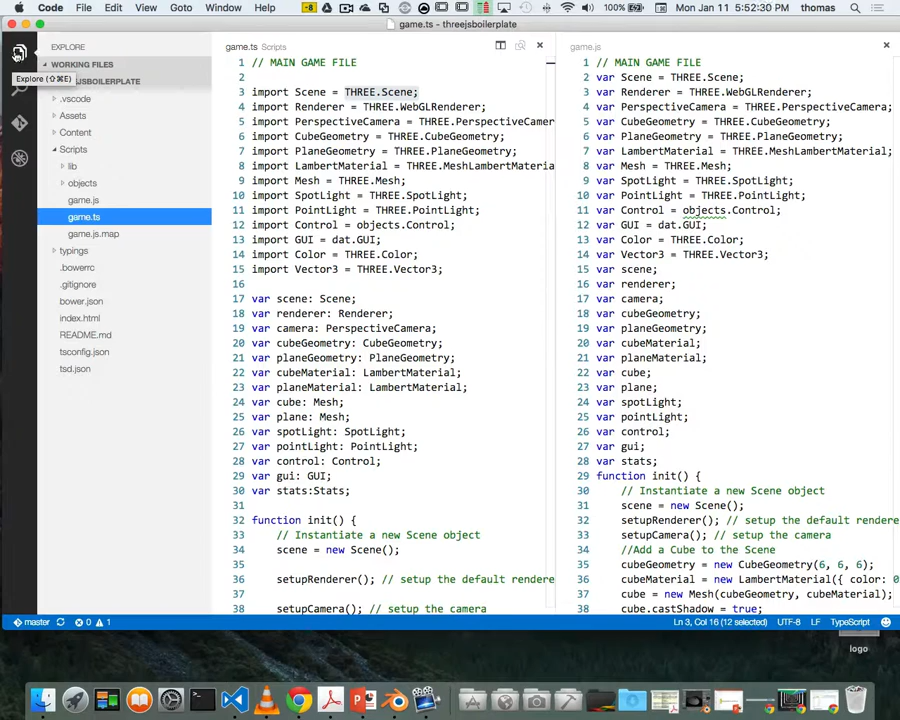 Code File Edit View Goto Window Help
8 100% Mon Jan 11 5:52:30 PM thomas
game.ts - threejsboilerplate
EXPLORE
WORKING FILES
JSBOILERPLATE
Explore (⇧⌘E)
.vscode
Assets
Content
Scripts
lib
objects
game.js
game.ts
game.js.map
typings
.bowerrc
.gitignore
bower.json
index.html
README.md
tsconfig.json
tsd.json
game.ts Scripts
1 // MAIN GAME FILE
2
3 import Scene = THREE.Scene;
4 import Renderer = THREE.WebGLRenderer;
5 import PerspectiveCamera = THREE.PerspectiveCamer
6 import CubeGeometry = THREE.CubeGeometry;
7 import PlaneGeometry = THREE.PlaneGeometry;
8 import LambertMaterial = THREE.MeshLambertMateria
9 import Mesh = THREE.Mesh;
10 import SpotLight = THREE.SpotLight;
11 import PointLight = THREE.PointLight;
12 import Control = objects.Control;
13 import GUI = dat.GUI;
14 import Color = THREE.Color;
15 import Vector3 = THREE.Vector3;
16
17 var scene: Scene;
18 var renderer: Renderer;
19 var camera: PerspectiveCamera;
20 var cubeGeometry: CubeGeometry;
21 var planeGeometry: PlaneGeometry;
22 var cubeMaterial: LambertMaterial;
23 var planeMaterial: LambertMaterial;
24 var cube: Mesh;
25 var plane: Mesh;
26 var spotLight: SpotLight;
27 var pointLight: PointLight;
28 var control: Control;
29 var gui: GUI;
30 var stats:Stats;
31
32 function init() {
33 // Instantiate a new Scene object
34 scene = new Scene();
35
36 setupRenderer(); // setup the default rendere
37
38 setupCamera(); // setup the camera
game.js
1 // MAIN GAME FILE
2 var Scene = THREE.Scene;
3 var Renderer = THREE.WebGLRenderer;
4 var PerspectiveCamera = THREE.PerspectiveCamera;
5 var CubeGeometry = THREE.CubeGeometry;
6 var PlaneGeometry = THREE.PlaneGeometry;
7 var LambertMaterial = THREE.MeshLambertMaterial;
8 var Mesh = THREE.Mesh;
9 var SpotLight = THREE.SpotLight;
10 var PointLight = THREE.PointLight;
11 var Control = objects.Control;
12 var GUI = dat.GUI;
13 var Color = THREE.Color;
14 var Vector3 = THREE.Vector3;
15 var scene;
16 var renderer;
17 var camera;
18 var cubeGeometry;
19 var planeGeometry;
20 var cubeMaterial;
21 var planeMaterial;
22 var cube;
23 var plane;
24 var spotLight;
25 var pointLight;
26 var control;
27 var gui;
28 var stats;
29 function init() {
30 // Instantiate a new Scene object
31 scene = new Scene();
32 setupRenderer(); // setup the default rendere
33 setupCamera(); // setup the camera
34 //Add a Cube to the Scene
35 cubeGeometry = new CubeGeometry(6, 6, 6);
36 cubeMaterial = new LambertMaterial({ color: 0
37 cube = new Mesh(cubeGeometry, cubeMaterial);
38 cube.castShadow = true;
master 0 1 Ln 3, Col 16 (12 selected) UTF-8 LF TypeScript
logo